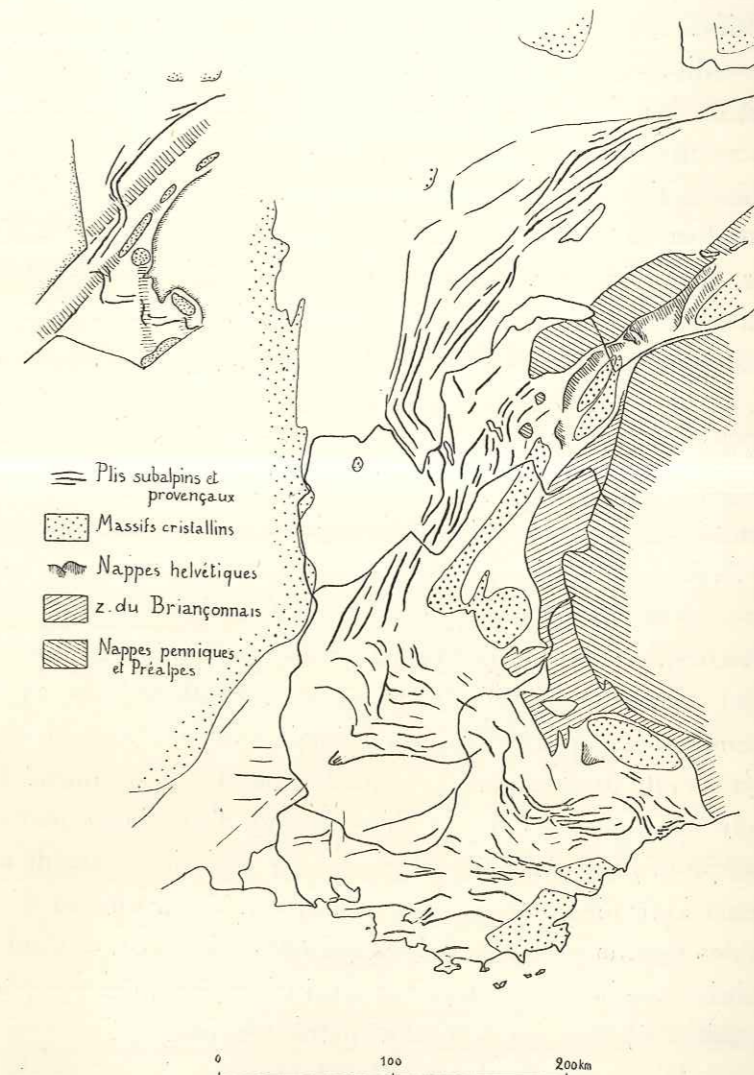 Plis subalpins et
provençaux
Massifs cristallins
Nappes helvétiques
z. du Briançonnais
Nappes penniques
et Préalpes
0 100 200km